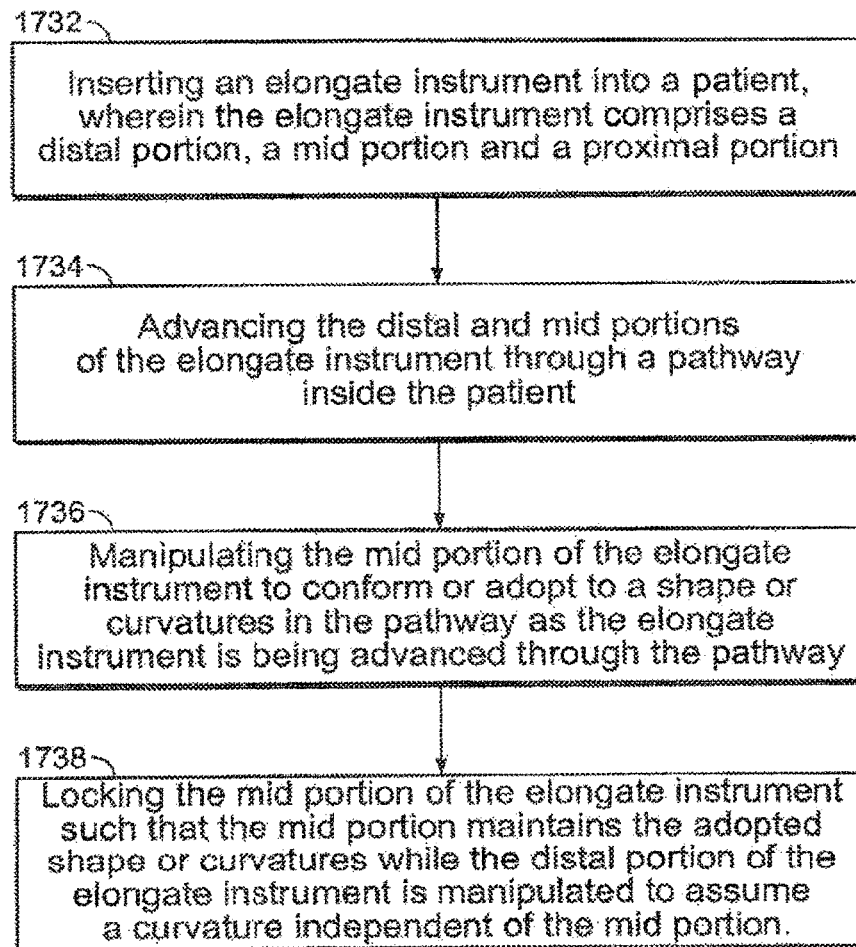 1732
Inserting an elongate instrument into a patient,
wherein the elongate instrument comprises a
distal portion, a mid portion and a proximal portion
1734
Advancing the distal and mid portions
of the elongate instrument through a pathway
inside the patient
1736
Manipulating the mid portion of the elongate
instrument to conform or adopt to a shape or
curvatures in the pathway as the elongate
instrument is being advanced through the pathway
1738
Locking the mid portion of the elongate instrument
such that the mid portion maintains the adopted
shape or curvatures while the distal portion of the
elongate instrument is manipulated to assume
a curvature independent of the mid portion.